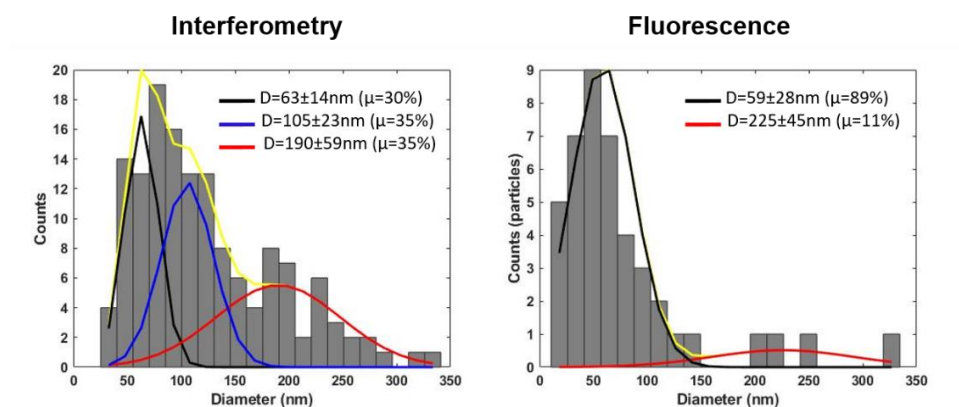 Interferometry
20
18
16
14
12
10
8
6
4
2
0
Counts
D=63±14nm (μ=30%)
D=105±23nm (μ=35%)
D=190±59nm (μ=35%)
0 50 100 150 200 250 300 350
Diameter (nm)
Fluorescence
9
8
7
6
5
4
3
2
1
0
Counts (particles)
D=59±28nm (μ=89%)
D=225±45nm (μ=11%)
0 50 100 150 200 250 300 350
Diameter (nm)